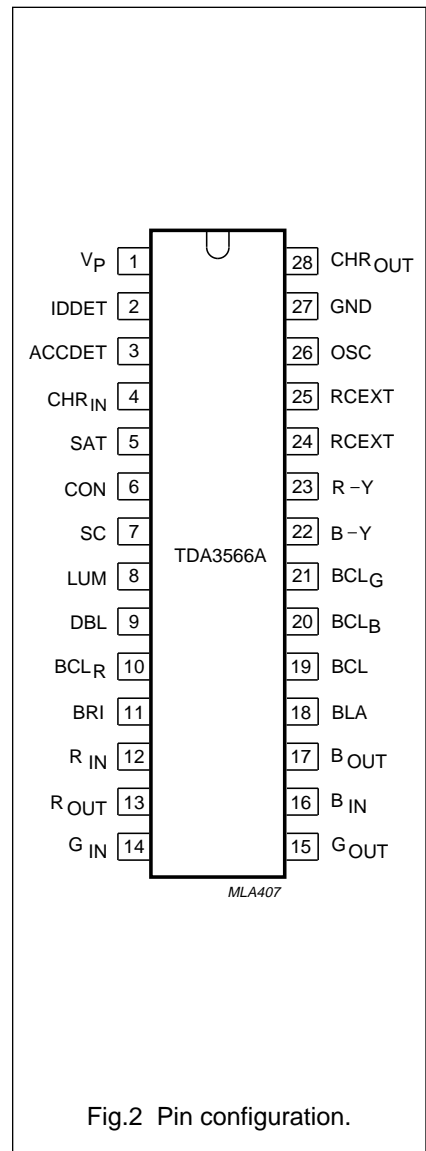 VP 1 28 CHROUT
IDDET 2 27 GND
ACCDET 3 26 OSC
CHRIN 4 25 RCEXT
SAT 5 24 RCEXT
CON 6 23 R−Y
SC 7 22 B−Y
TDA3566A
LUM 8 21 BCLG
DBL 9 20 BCLB
BCLR 10 19 BCL
BRI 11 18 BLA
R IN 12 17 BOUT
ROUT 13 16 B IN
G IN 14 15 GOUT
MLA407
Fig.2 Pin configuration.